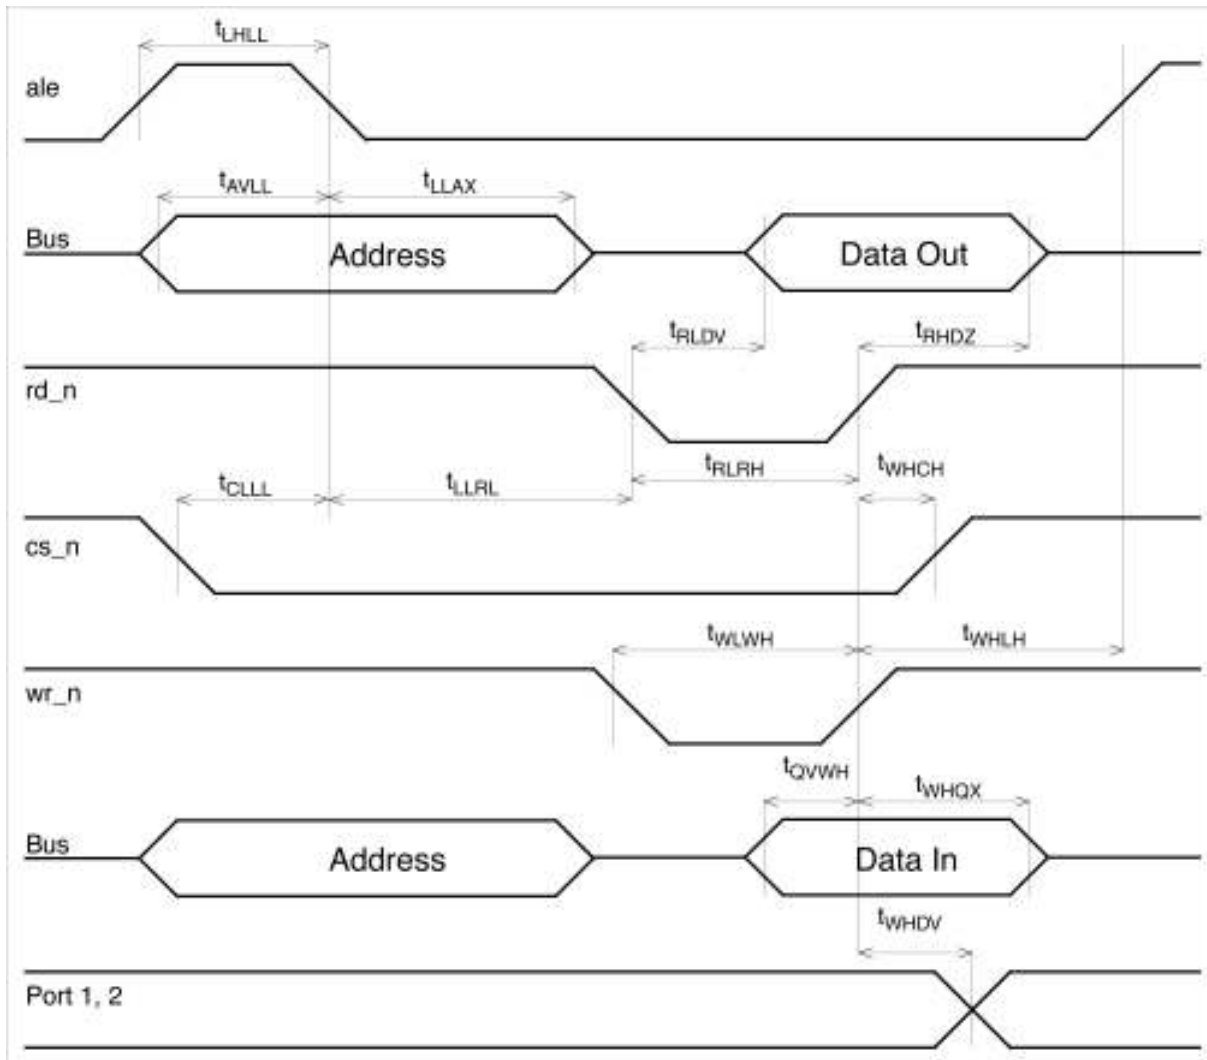 tLHLL
ale
tAVLL tLLAX
Bus Address Data Out
tRLDV tRHDZ
rd_n
tRLRH tWHCH
tCLLL tLLRL
cs_n
tWLWH tWHLH
wr_n
tQVWH tWHQX
Bus Address Data In
tWHDV
Port 1, 2